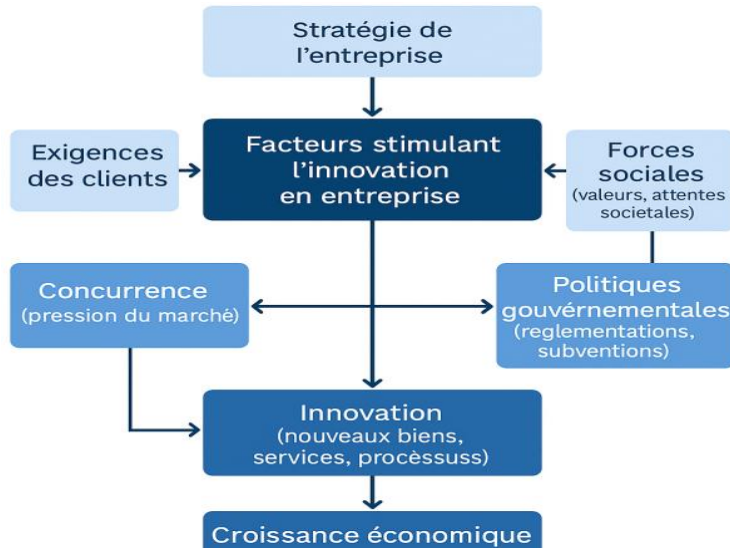 Stratégie de
l'entreprise
Facteurs stimulant
l'innovation
en entreprise
Exigences
des clients
Forces
sociales
(valeurs, attentes
societales)
Concurrence
(pression du marché)
Politiques
gouvérnementales
(reglementations,
subventions)
Innovation
(nouveaux biens,
services, procèssuss)
Croissance économique